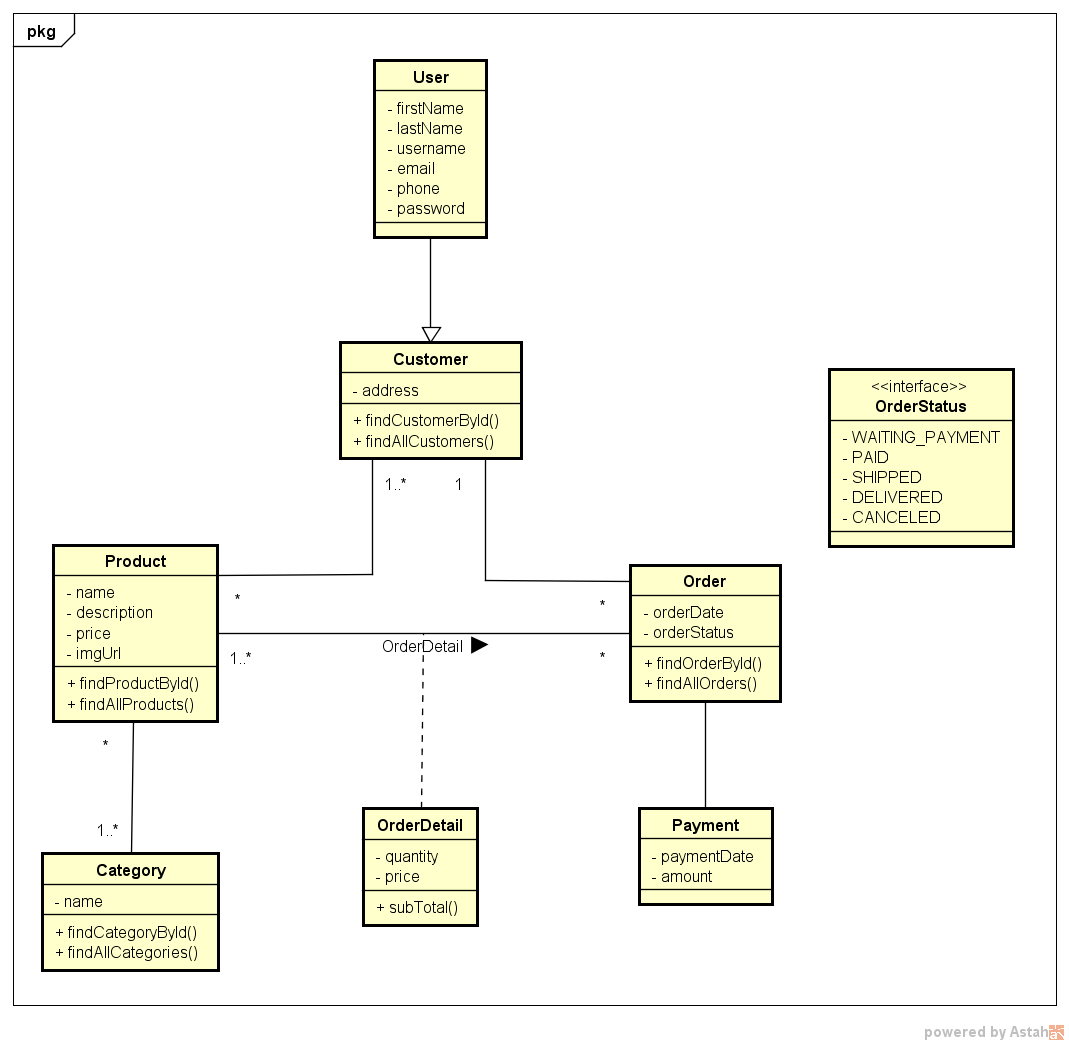 pkg
User
- firstName
- lastName
- username
- email
- phone
- password
Customer
- address
+ findCustomerById()
+ findAllCustomers()
<<interface>>
OrderStatus
- WAITING_PAYMENT
- PAID
- SHIPPED
- DELIVERED
- CANCELED
1..*
1
Product
- name
- description
- price
- imgUrl
+ findProductById()
+ findAllProducts()
*
*
Order
- orderDate
- orderStatus
+ findOrderById()
+ findAllOrders()
OrderDetail
1..*
*
*
1..*
Category
- name
+ findCategoryById()
+ findAllCategories()
OrderDetail
- quantity
- price
+ subTotal()
Payment
- paymentDate
- amount
powered by Astah